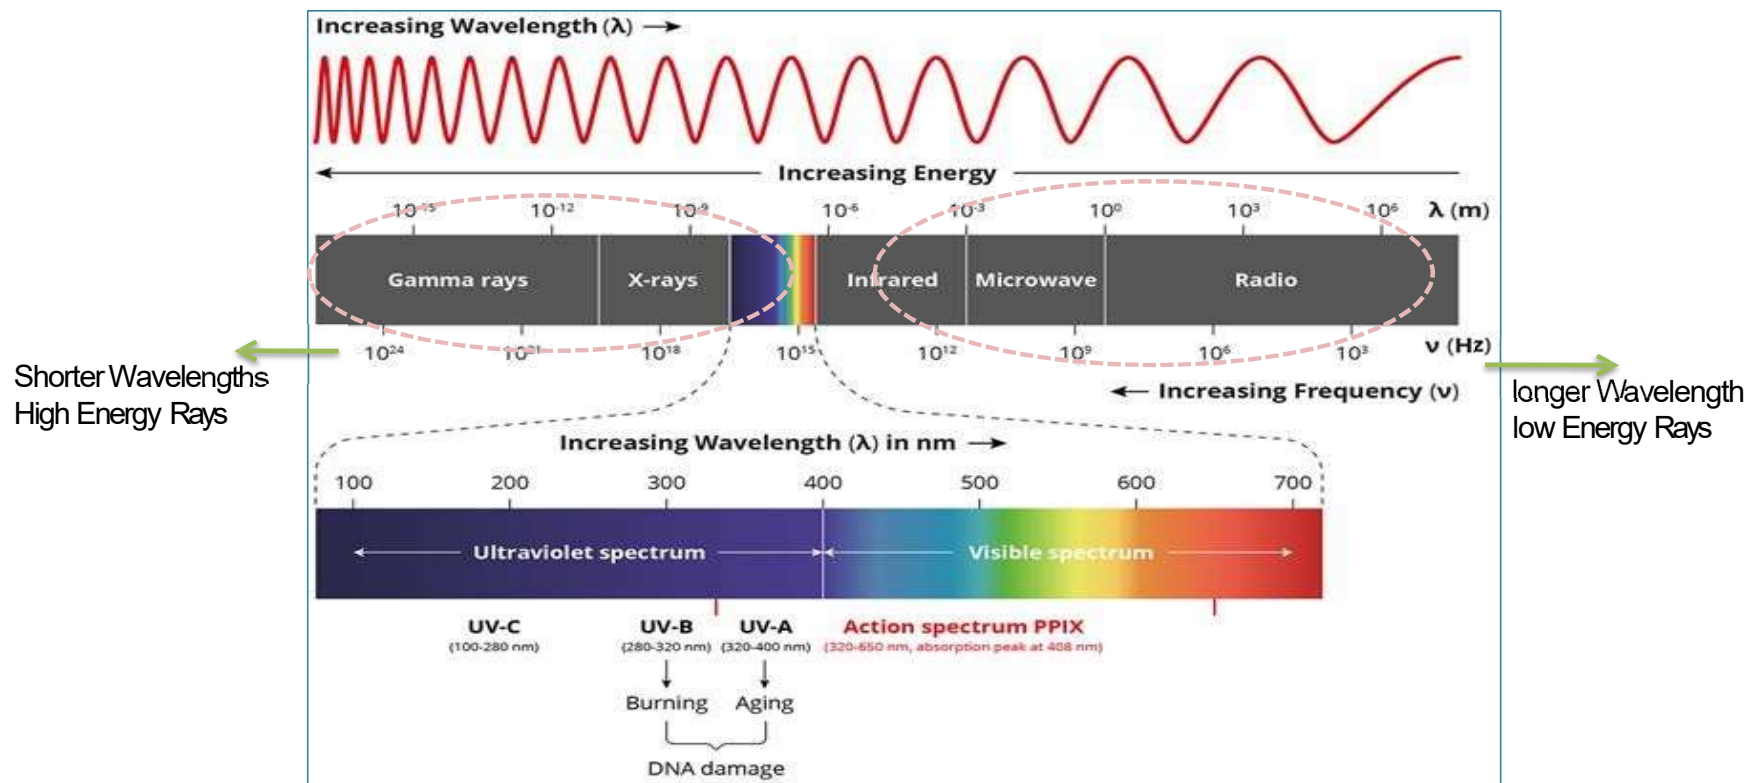 Increasing Wavelength (λ) →
← Increasing Energy
10⁻¹⁵ 10⁻¹² 10⁻⁹ 10⁻⁶ 10⁻³ 10⁰ 10³ 10⁶ λ (m)
Gamma rays X-rays Infrared Microwave Radio
10²⁴ 10²¹ 10¹⁸ 10¹⁵ 10¹² 10⁹ 10⁶ 10³ ν (Hz)
← Increasing Frequency (ν)
Shorter Wavelengths
High Energy Rays
longer Wavelength
low Energy Rays
Increasing Wavelength (λ) in nm →
100 200 300 400 500 600 700
Ultraviolet spectrum Visible spectrum
UV-C UV-B UV-A Action spectrum PPIX
(100-280 nm) (280-320 nm) (320-400 nm) (320-650 nm, absorption peak at 408 nm)
Burning Aging
DNA damage